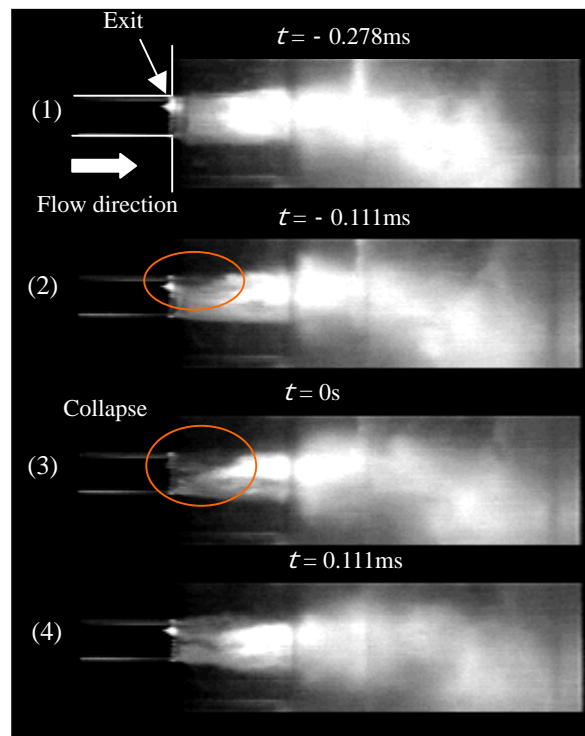 Exit
t = - 0.278ms
(1)
Flow direction
t = - 0.111ms
(2)
t = 0s
Collapse
(3)
t = 0.111ms
(4)